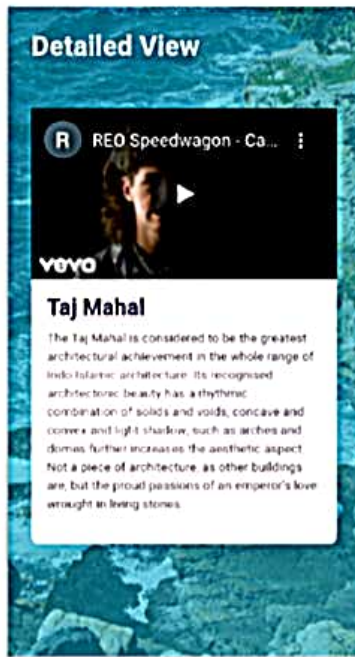 Detailed View
R REO Speedwagon - Ca...
vevo
Taj Mahal
The Taj Mahal is considered to be the greatest
architectural achievement in the whole range of
Indo Islamic architecture. Its recognised
architectonic beauty has a rhythmic
combination of solids and voids, concave and
convex and light shadow, such as arches and
domes further increases the aesthetic aspect
Not a piece of architecture, as other buildings
are, but the proud passions of an emperor's love
wrought in living stones